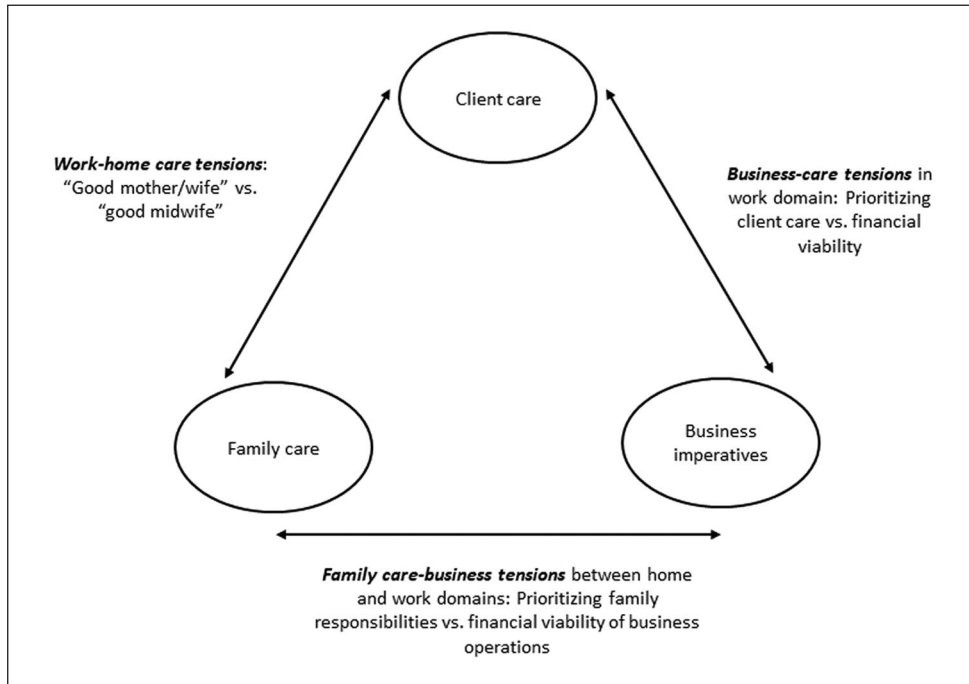 Client care
Work-home care tensions:
“Good mother/wife” vs.
“good midwife”
Business-care tensions in
work domain: Prioritizing
client care vs. financial
viability
Family care
Business
imperatives
Family care-business tensions between home
and work domains: Prioritizing family
responsibilities vs. financial viability of business
operations